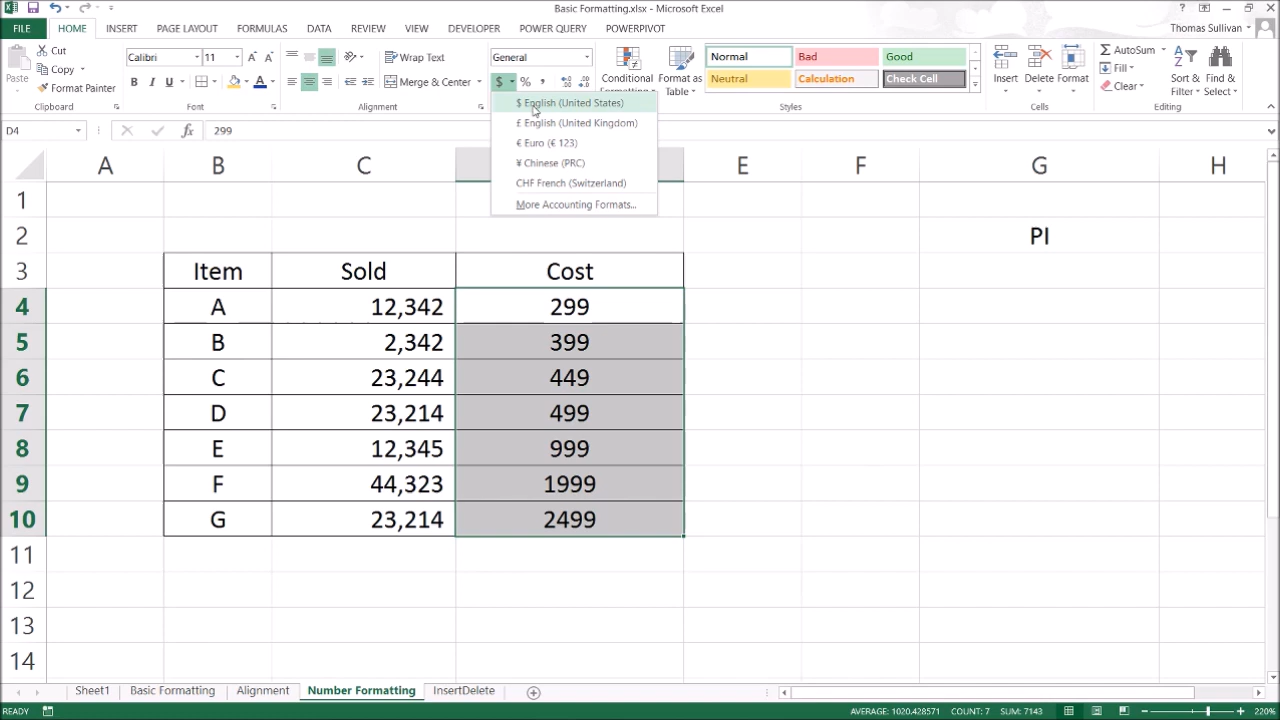 Basic Formatting.xlsx - Microsoft Excel
?
FILE HOME INSERT PAGE LAYOUT FORMULAS DATA REVIEW VIEW DEVELOPER POWER QUERY POWERPIVOT Thomas Sullivan
Paste
Cut
Copy
Format Painter
Clipboard
Calibri 11
B I U
Font
Wrap Text
Merge & Center
Alignment
General
$ % ,
Conditional
Format as
Table
Normal Bad Good
Neutral Calculation Check Cell
Styles
Insert Delete Format
Cells
AutoSum
Fill
Clear
Sort &
Filter
Find &
Select
Editing
$ English (United States)
£ English (United Kingdom)
€ Euro (€ 123)
¥ Chinese (PRC)
CHF French (Switzerland)
More Accounting Formats...
D4 fx 299
A B C E F G H
1
2 PI
3 Item Sold Cost
4 A 12,342 299
5 B 2,342 399
6 C 23,244 449
7 D 23,214 499
8 E 12,345 999
9 F 44,323 1999
10 G 23,214 2499
11
12
13
14
Sheet1 Basic Formatting Alignment Number Formatting InsertDelete
READY AVERAGE: 1020.428571 COUNT: 7 SUM: 7143 220%